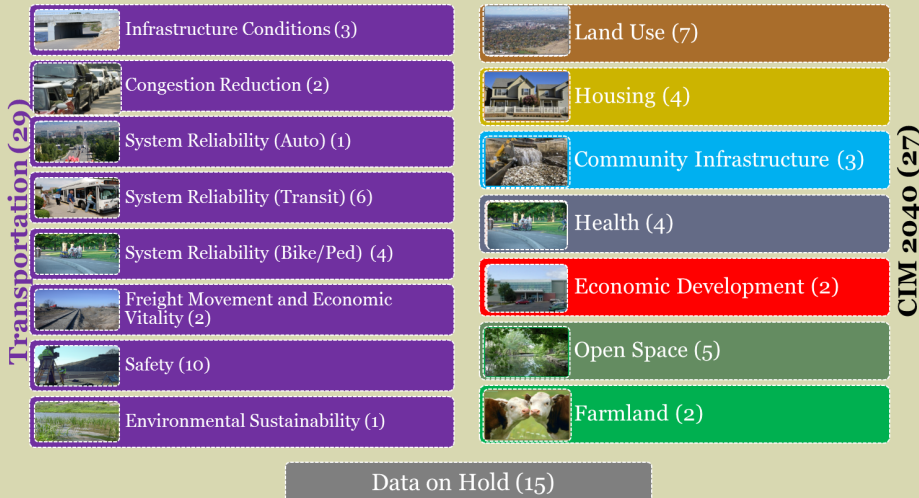 Transportation (29)
Infrastructure Conditions (3)
Congestion Reduction (2)
System Reliability (Auto) (1)
System Reliability (Transit) (6)
System Reliability (Bike/Ped) (4)
Freight Movement and Economic
Vitality (2)
Safety (10)
Environmental Sustainability (1)
Land Use (7)
Housing (4)
Community Infrastructure (3)
Health (4)
Economic Development (2)
Open Space (5)
Farmland (2)
CIM 2040 (27)
Data on Hold (15)